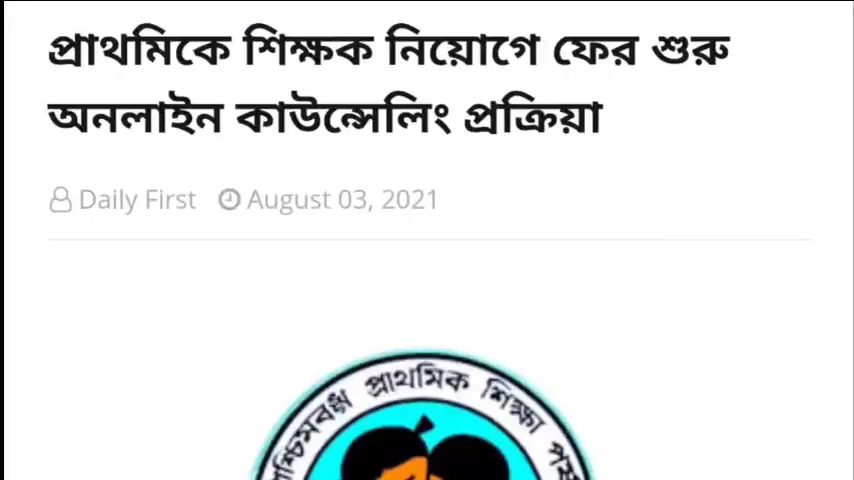 প্রাথমিকে শিক্ষক নিয়োগে ফের শুরু
অনলাইন কাউন্সেলিং প্রক্রিয়া
Daily First August 03, 2021
প্রাথমিক শিক্ষা